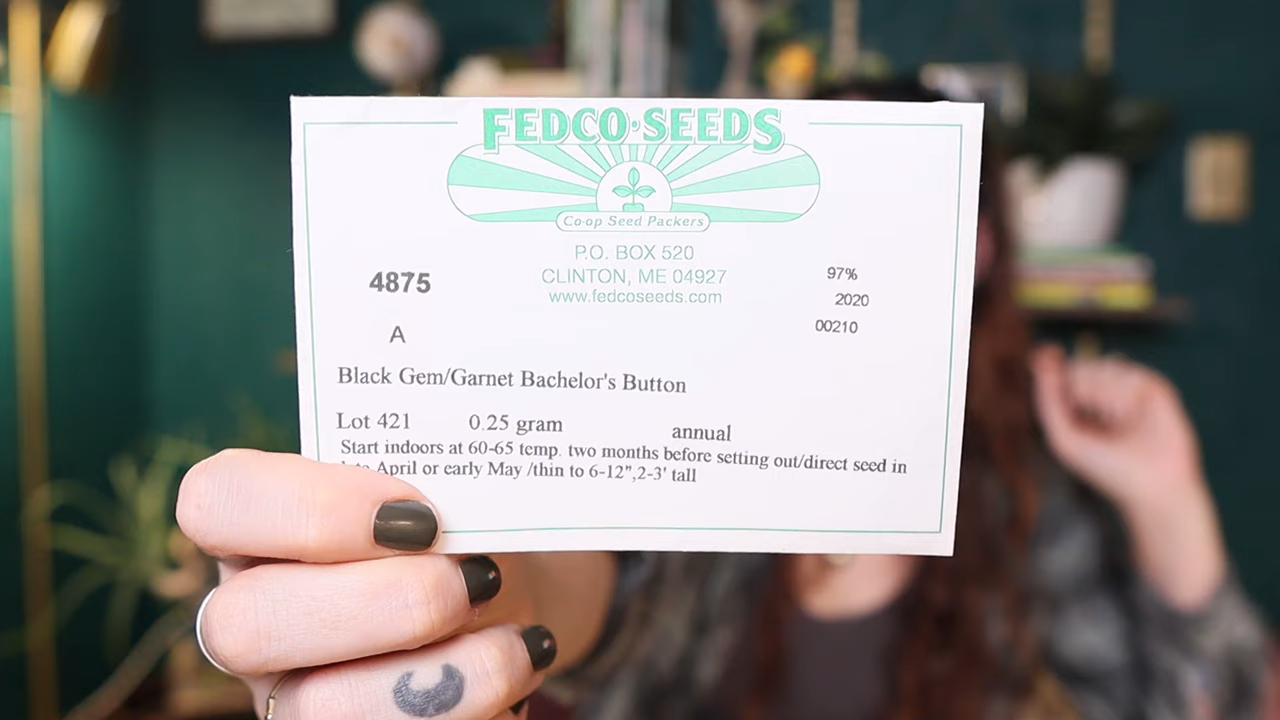 FEDCO SEEDS
Co-op Seed Packers
P.O. BOX 520
CLINTON, ME 04927
www.fedcoseeds.com
4875
A
97%
2020
00210
Black Gem/Garnet Bachelor's Button
Lot 421 0.25 gram annual
Start indoors at 60-65 temp. two months before setting out/direct seed in
April or early May /thin to 6-12",2-3' tall